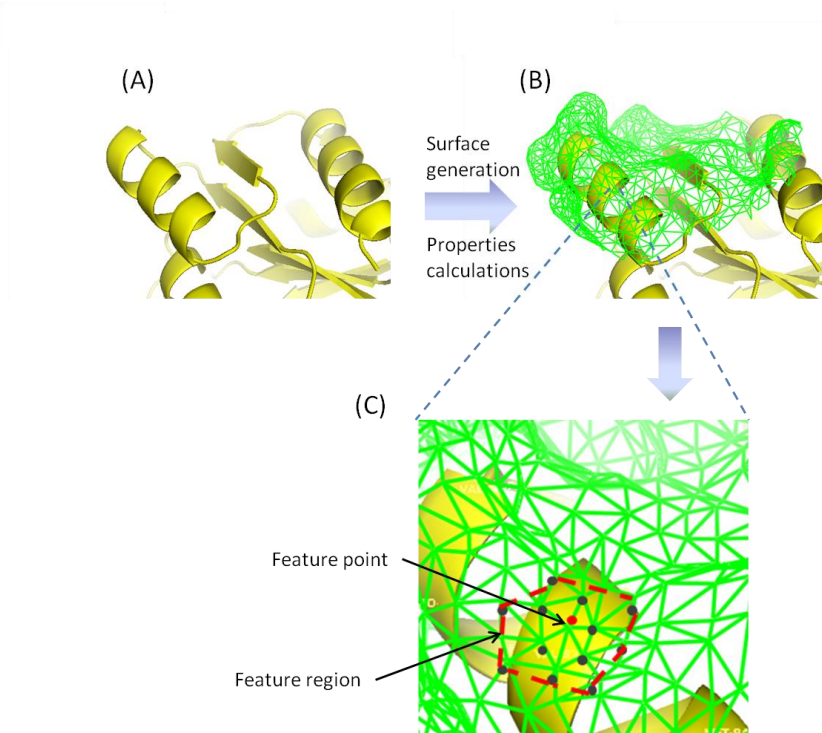 (A)
(B)
Surface
generation
Properties
calculations
(C)
Feature point
Feature region